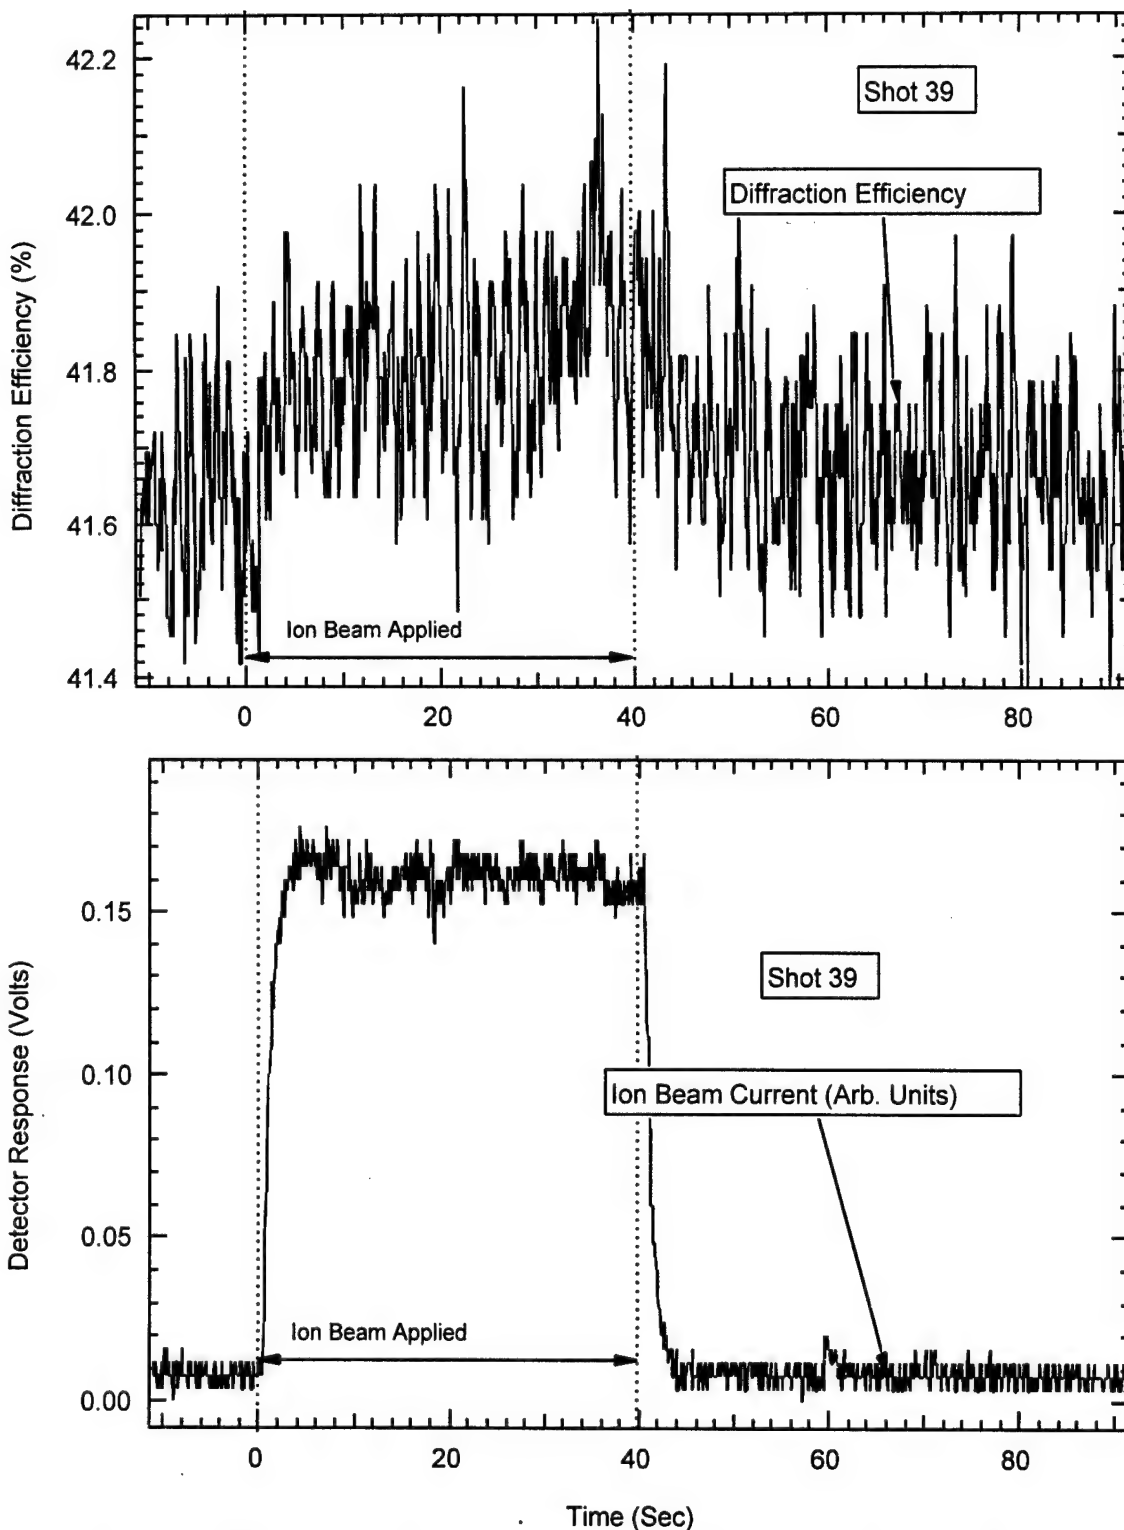 42.2
42.0
41.8
41.6
41.4
Diffraction Efficiency (%)
Shot 39
Diffraction Efficiency
Ion Beam Applied
0
20
40
60
80
0.15
0.10
0.05
0.00
Detector Response (Volts)
Shot 39
Ion Beam Current (Arb. Units)
Ion Beam Applied
0
20
40
60
80
Time (Sec)